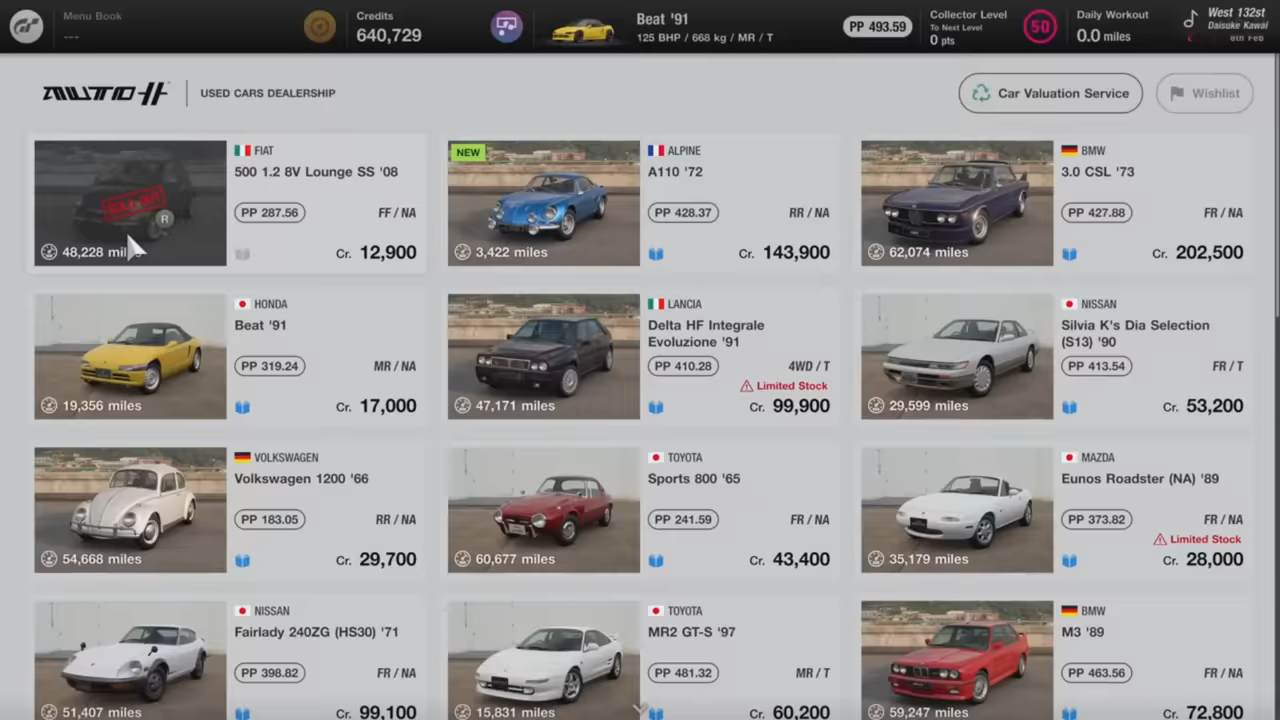 Menu Book
---
Credits
640,729
Beat '91
125 BHP / 668 kg / MR / T
PP 493.59
Collector Level
To Next Level
0 pts
50
Daily Workout
0.0 miles
West 132st
Daisuke Kawai
AUTO
USED CARS DEALERSHIP
Car Valuation Service
Wishlist
FIAT
500 1.2 8V Lounge SS '08
SOLD OUT
R
PP 287.56
FF / NA
48,228
Cr. 12,900
NEW
ALPINE
A110 '72
PP 428.37
RR / NA
3,422 miles
Cr. 143,900
BMW
3.0 CSL '73
PP 427.88
FR / NA
62,074 miles
Cr. 202,500
HONDA
Beat '91
PP 319.24
MR / NA
19,356 miles
Cr. 17,000
LANCIA
Delta HF Integrale
Evoluzione '91
PP 410.28
4WD / T
Limited Stock
47,171 miles
Cr. 99,900
NISSAN
Silvia K's Dia Selection
(S13) '90
PP 413.54
FR / T
29,599 miles
Cr. 53,200
VOLKSWAGEN
Volkswagen 1200 '66
PP 183.05
RR / NA
54,668 miles
Cr. 29,700
TOYOTA
Sports 800 '65
PP 241.59
FR / NA
60,677 miles
Cr. 43,400
MAZDA
Eunos Roadster (NA) '89
PP 373.82
FR / NA
Limited Stock
35,179 miles
Cr. 28,000
NISSAN
Fairlady 240ZG (HS30) '71
PP 398.82
FR / NA
51,407 miles
Cr. 99,100
TOYOTA
MR2 GT-S '97
PP 481.32
MR / T
15,831 miles
Cr. 60,200
BMW
M3 '89
PP 463.56
FR / NA
59,247 miles
Cr. 72,800